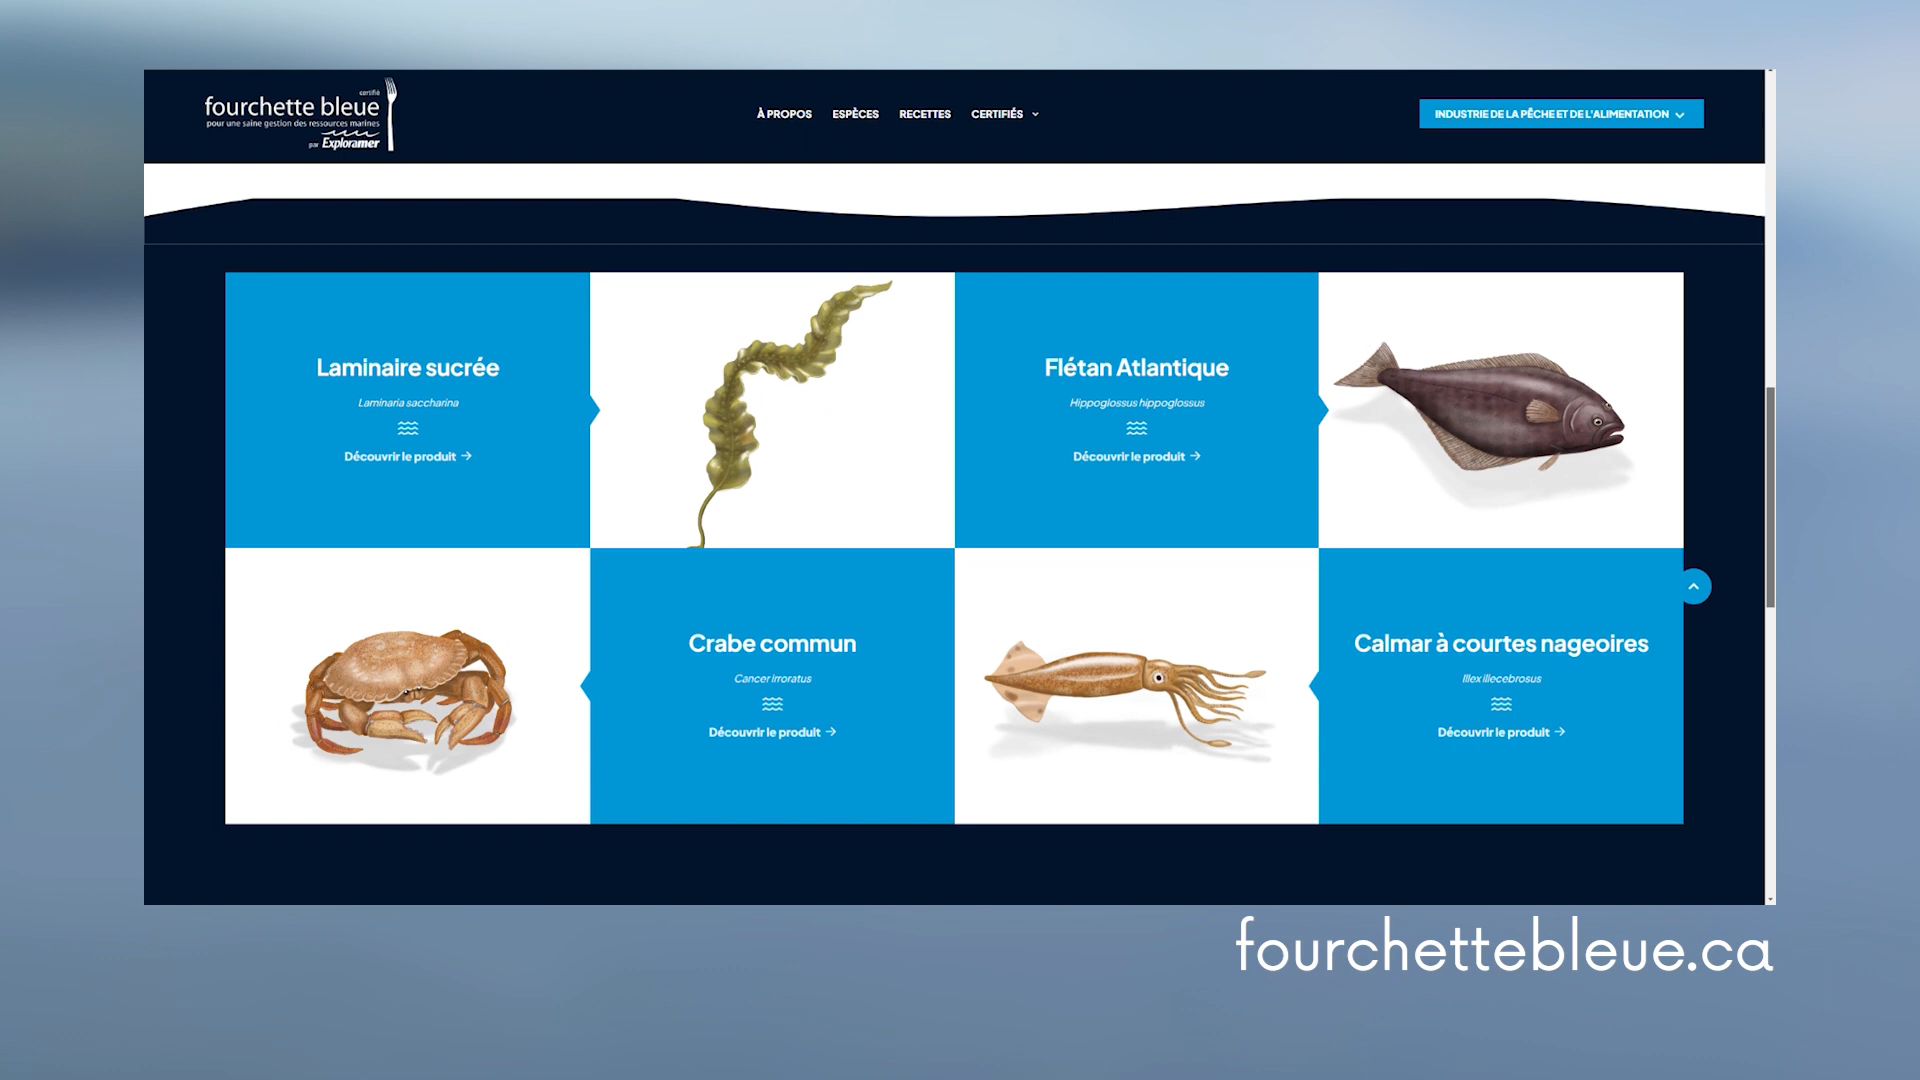 certifié
fourchette bleue
pour une saine gestion des ressources marines
par Exploramer
À PROPOS
ESPÈCES
RECETTES
CERTIFIÉS
INDUSTRIE DE LA PÊCHE ET DE L'ALIMENTATION
Laminaire sucrée
Laminaria saccharina
Découvrir le produit →
Flétan Atlantique
Hippoglossus hippoglossus
Découvrir le produit →
Crabe commun
Cancer irroratus
Découvrir le produit →
Calmar à courtes nageoires
Illex illecebrosus
Découvrir le produit →
fourchettebleue.ca